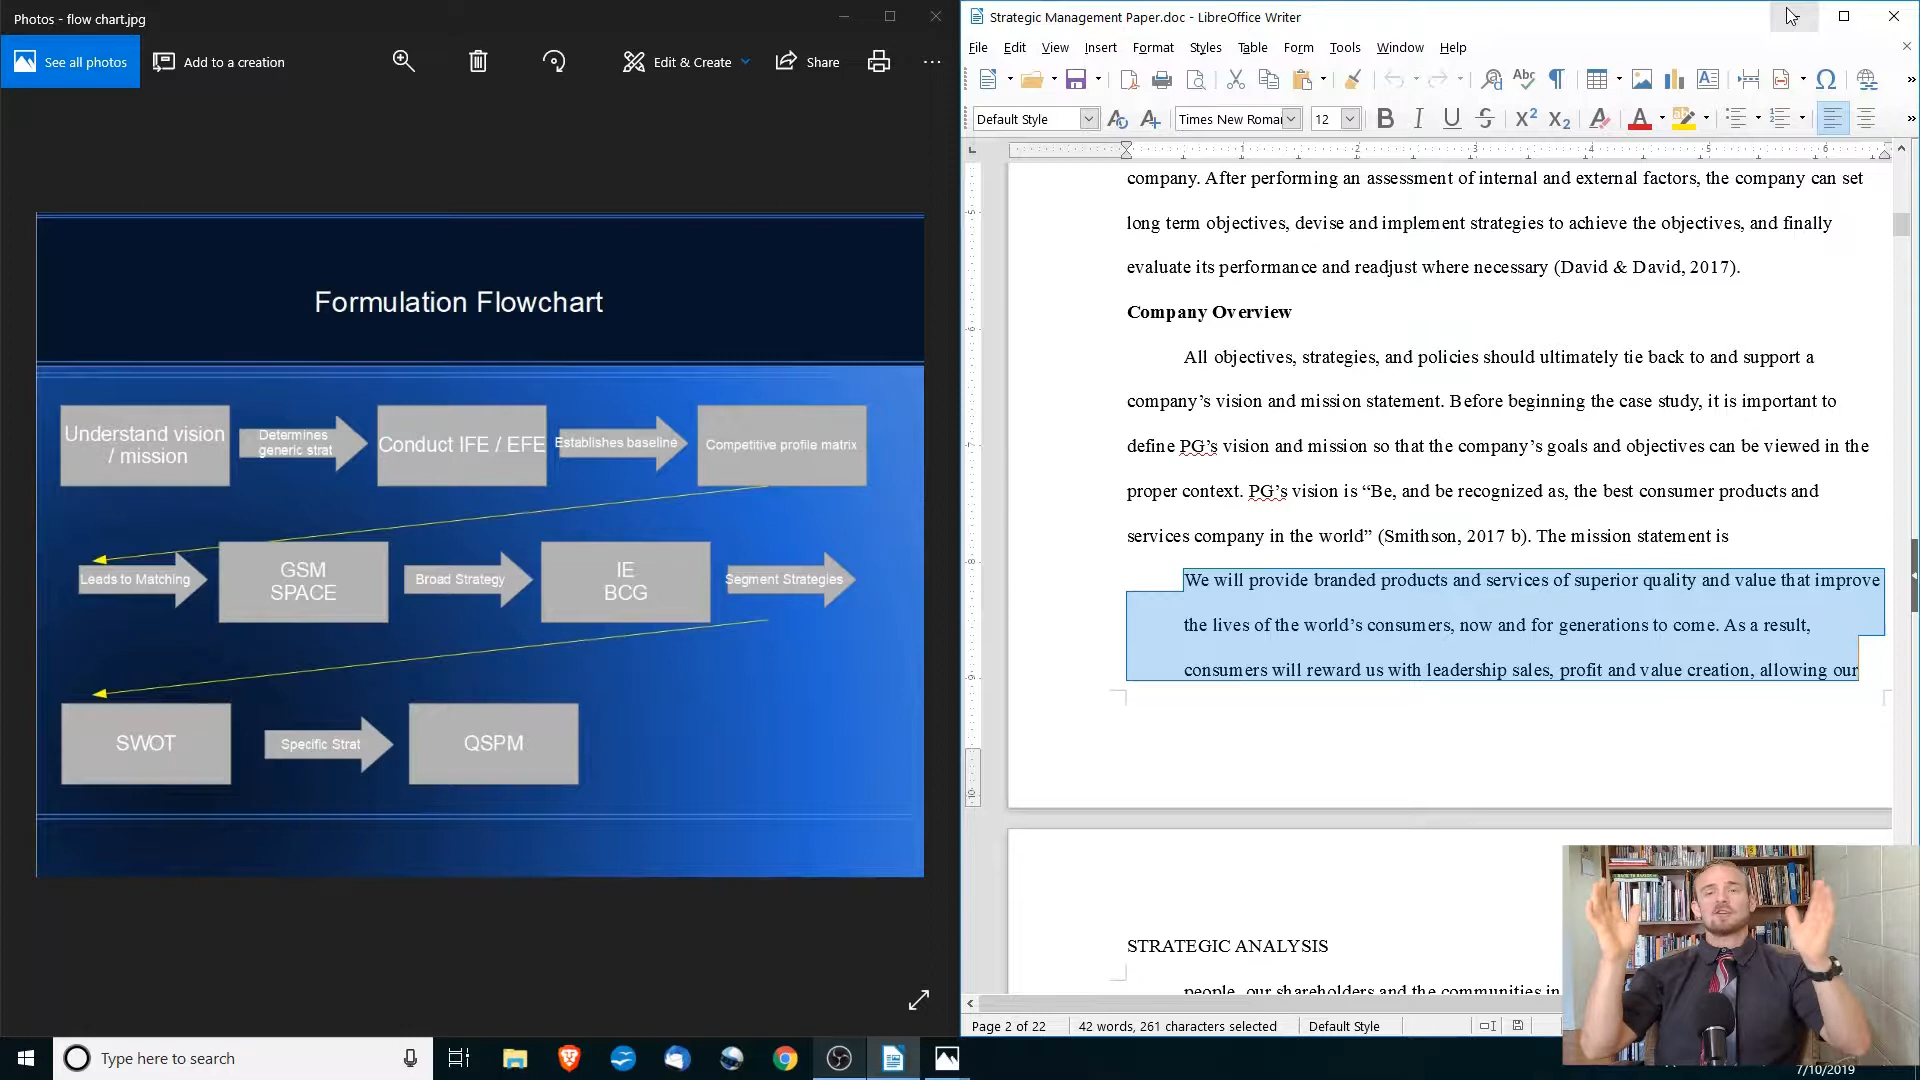 Photos - flow chart.jpg
See all photos
Add to a creation
Edit & Create
Share
Formulation Flowchart
Understand vision
/ mission
Determines
generic strat
Conduct IFE / EFE
Establishes baseline
Competitive profile matrix
Leads to Matching
GSM
SPACE
Broad Strategy
IE
BCG
Segment Strategies
SWOT
Specific Strat
QSPM
Strategic Management Paper.doc - LibreOffice Writer
File Edit View Insert Format Styles Table Form Tools Window Help
Default Style
Times New Roma
12
company. After performing an assessment of internal and external factors, the company can set
long term objectives, devise and implement strategies to achieve the objectives, and finally
evaluate its performance and readjust where necessary (David & David, 2017).
Company Overview
All objectives, strategies, and policies should ultimately tie back to and support a
company’s vision and mission statement. Before beginning the case study, it is important to
define PG’s vision and mission so that the company’s goals and objectives can be viewed in the
proper context. PG’s vision is “Be, and be recognized as, the best consumer products and
services company in the world” (Smithson, 2017 b). The mission statement is
We will provide branded products and services of superior quality and value that improve
the lives of the world’s consumers, now and for generations to come. As a result,
consumers will reward us with leadership sales, profit and value creation, allowing our
STRATEGIC ANALYSIS
people, our shareholders and the communities in
Page 2 of 22
42 words, 261 characters selected
Default Style
Type here to search
7/10/2019